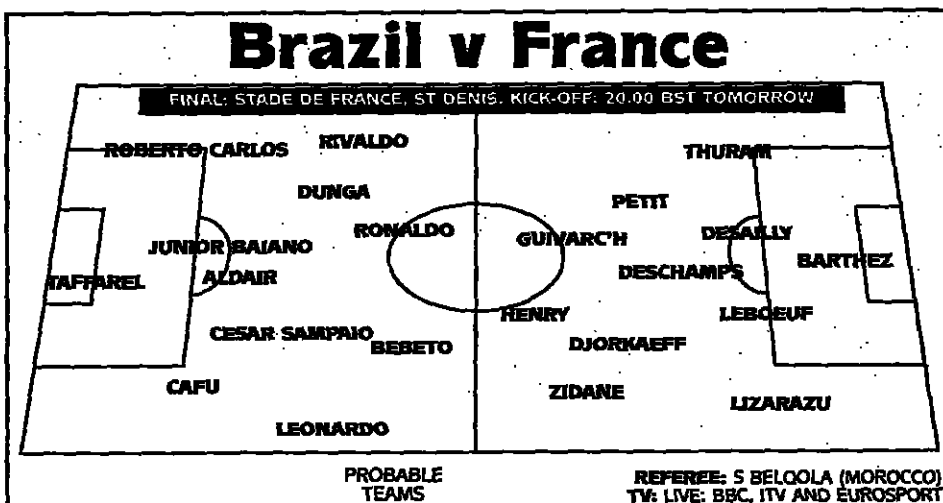 Brazil v France
FINAL: STADE DE FRANCE, ST DENIS. KICK-OFF: 20.00 BST TOMORROW
ROBERTO CARLOS
RIVALDO
THURAM
DUNGA
PETIT
RONALDO
GUIVARC'H
DESAILLY
JUNIOR BAIANO
BARTHEZ
TAFFAREL
ALDAIR
DESCHAMPS
HENRY
LEBOEUF
CESAR SAMPAIO
BEBETO
DJORKAEFF
CAFU
ZIDANE
LIZARAZU
LEONARDO
PROBABLE
TEAMS
REFEREE: S BELQOLA (MOROCCO)
TV: LIVE: BBC, ITV AND EUROSPORT